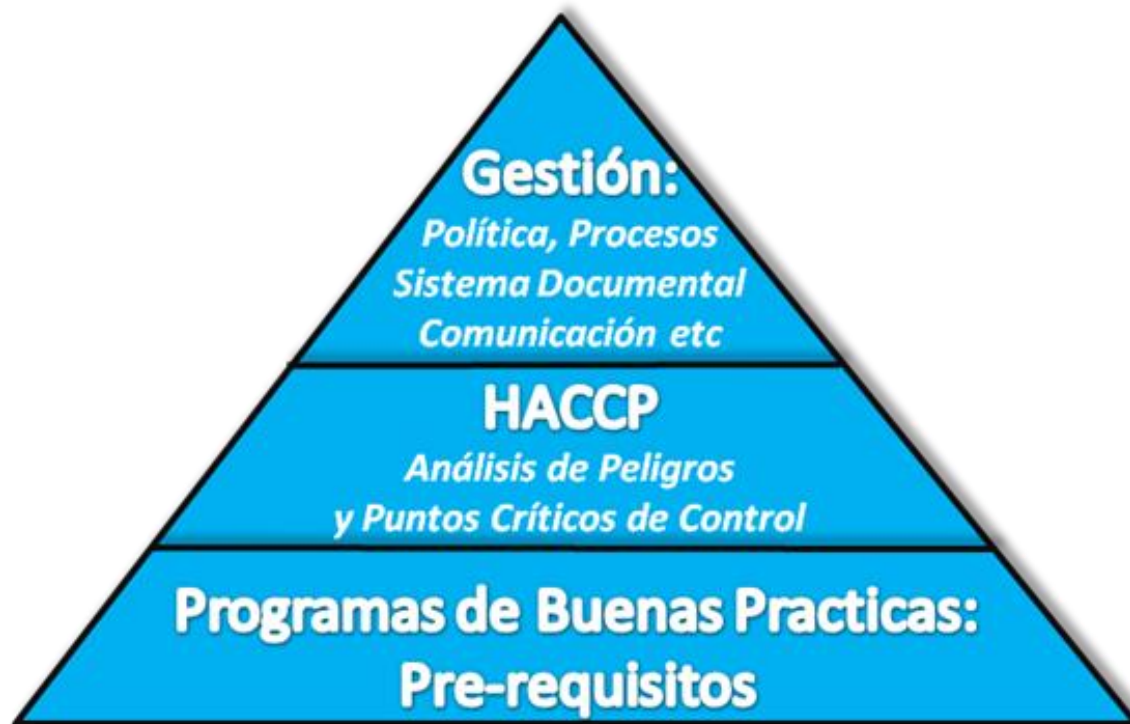 Gestión:
Política, Procesos
Sistema Documental
Comunicación etc
HACCP
Análisis de Peligros
y Puntos Críticos de Control
Programas de Buenas Practicas:
Pre-requisitos